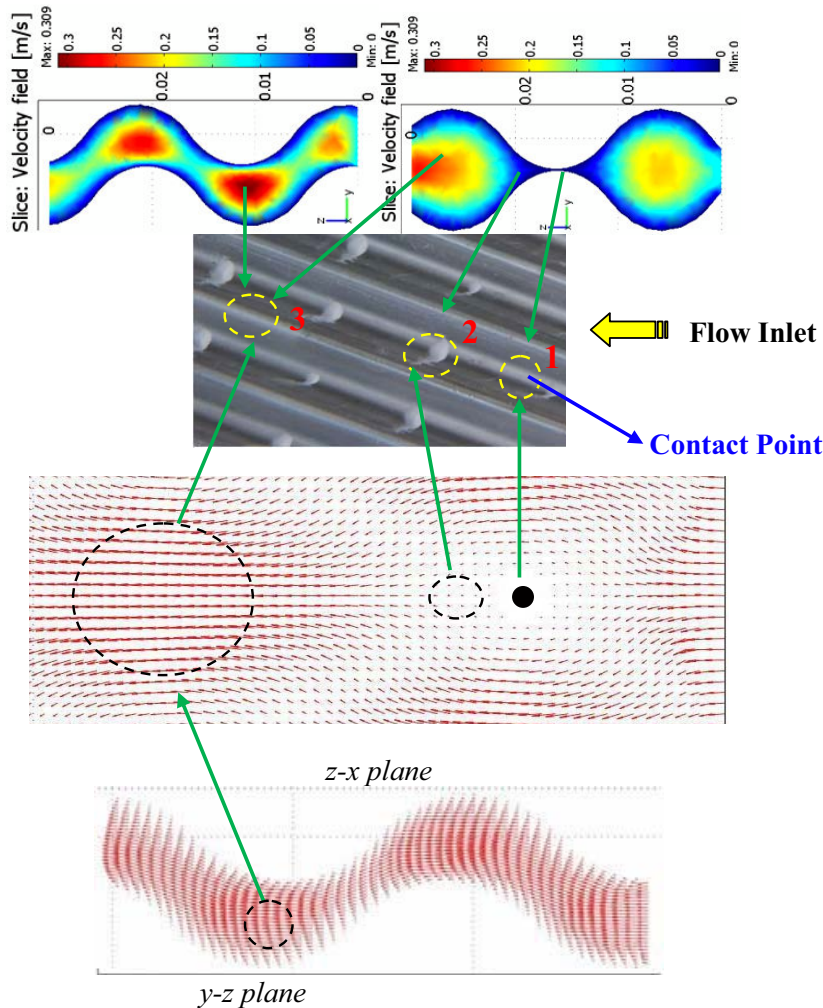 Slice: Velocity field [m/s]
Max: 0.309
0.3
0.25
0.2
0.15
0.1
0.05
Min: 0
0.02
0.01
0
0
y
z
x
Slice: Velocity field [m/s]
Max: 0.309
0.3
0.25
0.2
0.15
0.1
0.05
Min: 0
0.02
0.01
0
0
y
z
x
3
2
1
Flow Inlet
Contact Point
z-x plane
y-z plane